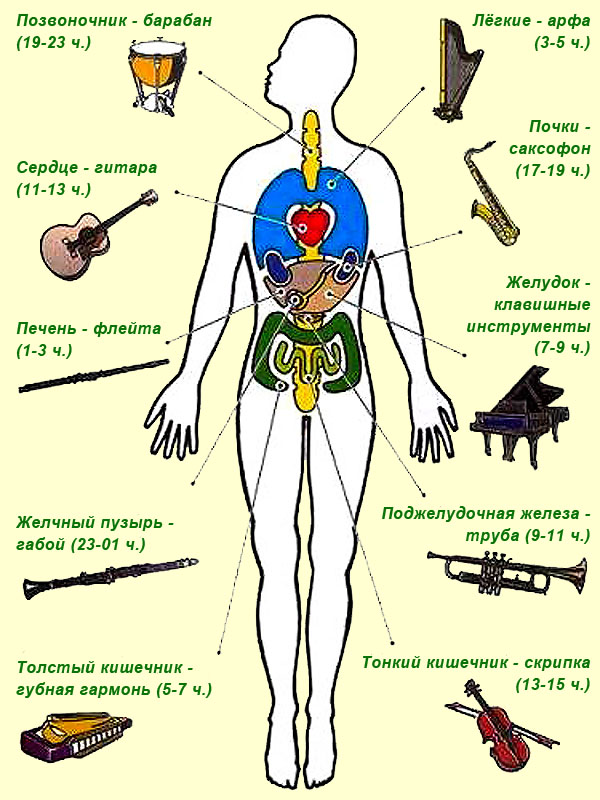 Позвоночник - барабан
(19-23 ч.)
Лёгкие - арфа
(3-5 ч.)
Почки -
саксофон
(17-19 ч.)
Сердце - гитара
(11-13 ч.)
Желудок -
клавишные
инструменты
(7-9 ч.)
Печень - флейта
(1-3 ч.)
Поджелудочная железа -
труба (9-11 ч.)
Желчный пузырь -
габой (23-01 ч.)
Тонкий кишечник - скрипка
(13-15 ч.)
Толстый кишечник -
губная гармонь (5-7 ч.)